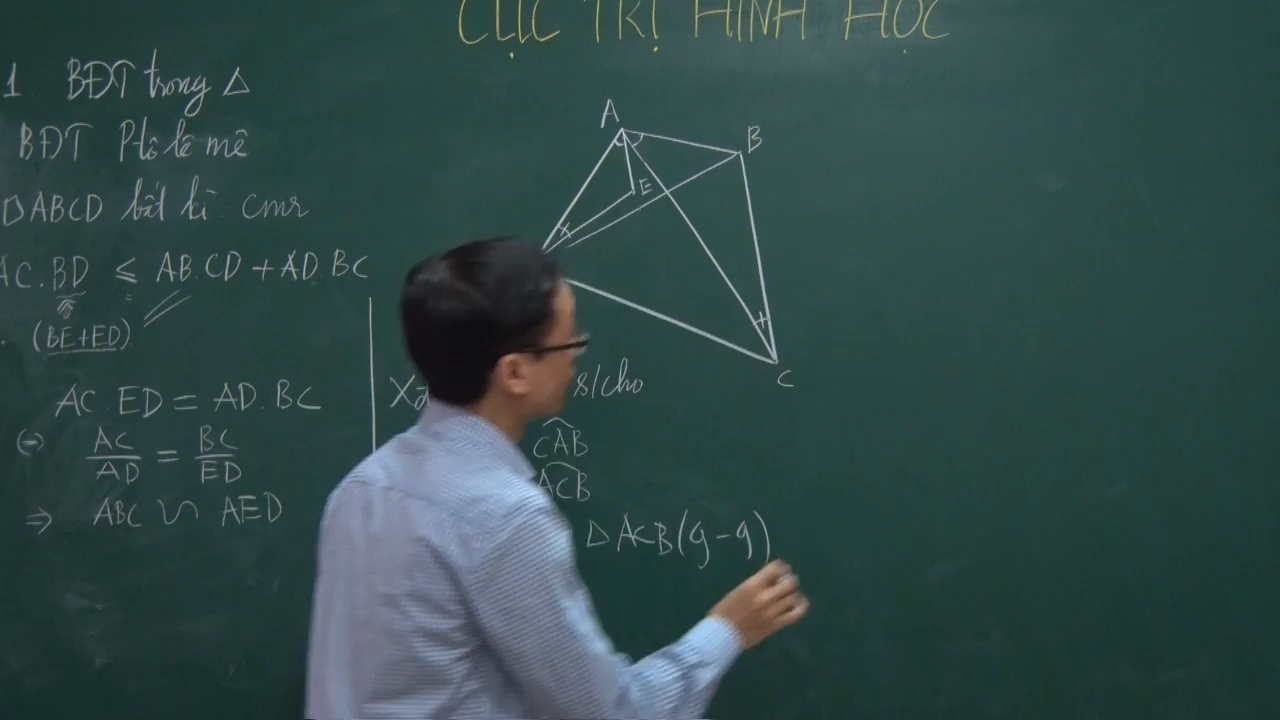 CỰC TRỊ HÌNH HỌC
1. BĐT trong Δ
BĐT Ptô lê mê
ABCD bất kì. cmr
AC.BD ≤ AB.CD + AD.BC
(BE+ED)
AC.ED = AD.BC
(-) AC/AD = BC/ED
⇒ ABC ∽ AED
A
B
E
C
s/cho
CAB
ACB
Δ ACB (g-g)